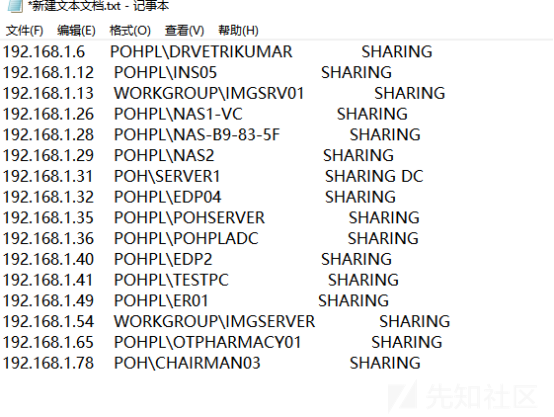 *新建文本文档.txt - 记事本
文件(F) 编辑(E) 格式(O) 查看(V) 帮助(H)
192.168.1.6 POHPL\DRVETRIKUMAR SHARING
192.168.1.12 POHPL\INS05 SHARING
192.168.1.13 WORKGROUP\IMGSRV01 SHARING
192.168.1.26 POHPL\NAS1-VC SHARING
192.168.1.28 POHPL\NAS-B9-83-5F SHARING
192.168.1.29 POHPL\NAS2 SHARING
192.168.1.31 POH\SERVER1 SHARING DC
192.168.1.32 POHPL\EDP04 SHARING
192.168.1.35 POHPL\POHSERVER SHARING
192.168.1.36 POHPL\POHPLADC SHARING
192.168.1.40 POHPL\EDP2 SHARING
192.168.1.41 POHPL\TESTPC SHARING
192.168.1.49 POHPL\ER01 SHARING
192.168.1.54 WORKGROUP\IMGSERVER SHARING
192.168.1.65 POHPL\OTPHARMACY01 SHARING
192.168.1.78 POH\CHAIRMAN03 SHARING
先知社区